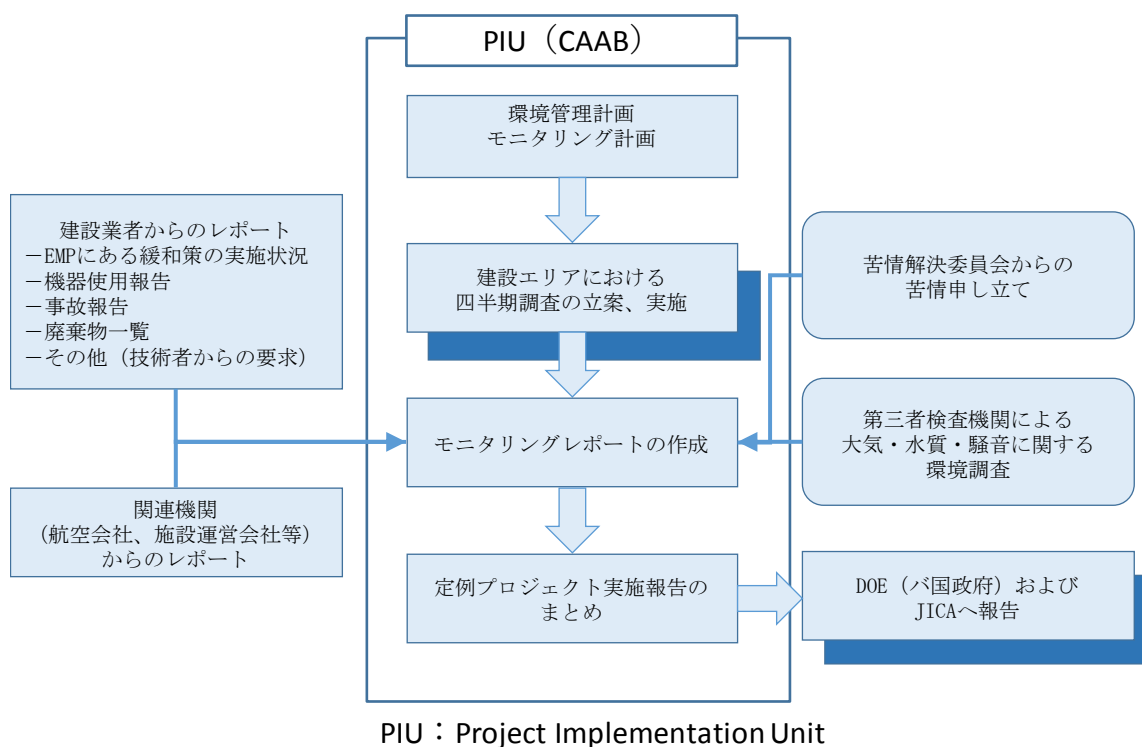 PIU（CAAB）
環境管理計画
モニタリング計画
建設業者からのレポート
－EMPにある緩和策の実施状況
－機器使用報告
－事故報告
－廃棄物一覧
－その他（技術者からの要求）
建設エリアにおける
四半期調査の立案、実施
苦情解決委員会からの
苦情申し立て
モニタリングレポートの作成
第三者検査機関による
大気・水質・騒音に関する
環境調査
関連機関
(航空会社、施設運営会社等)
からのレポート
定例プロジェクト実施報告の
まとめ
DOE（バ国政府）および
JICAへ報告
PIU：Project Implementation Unit